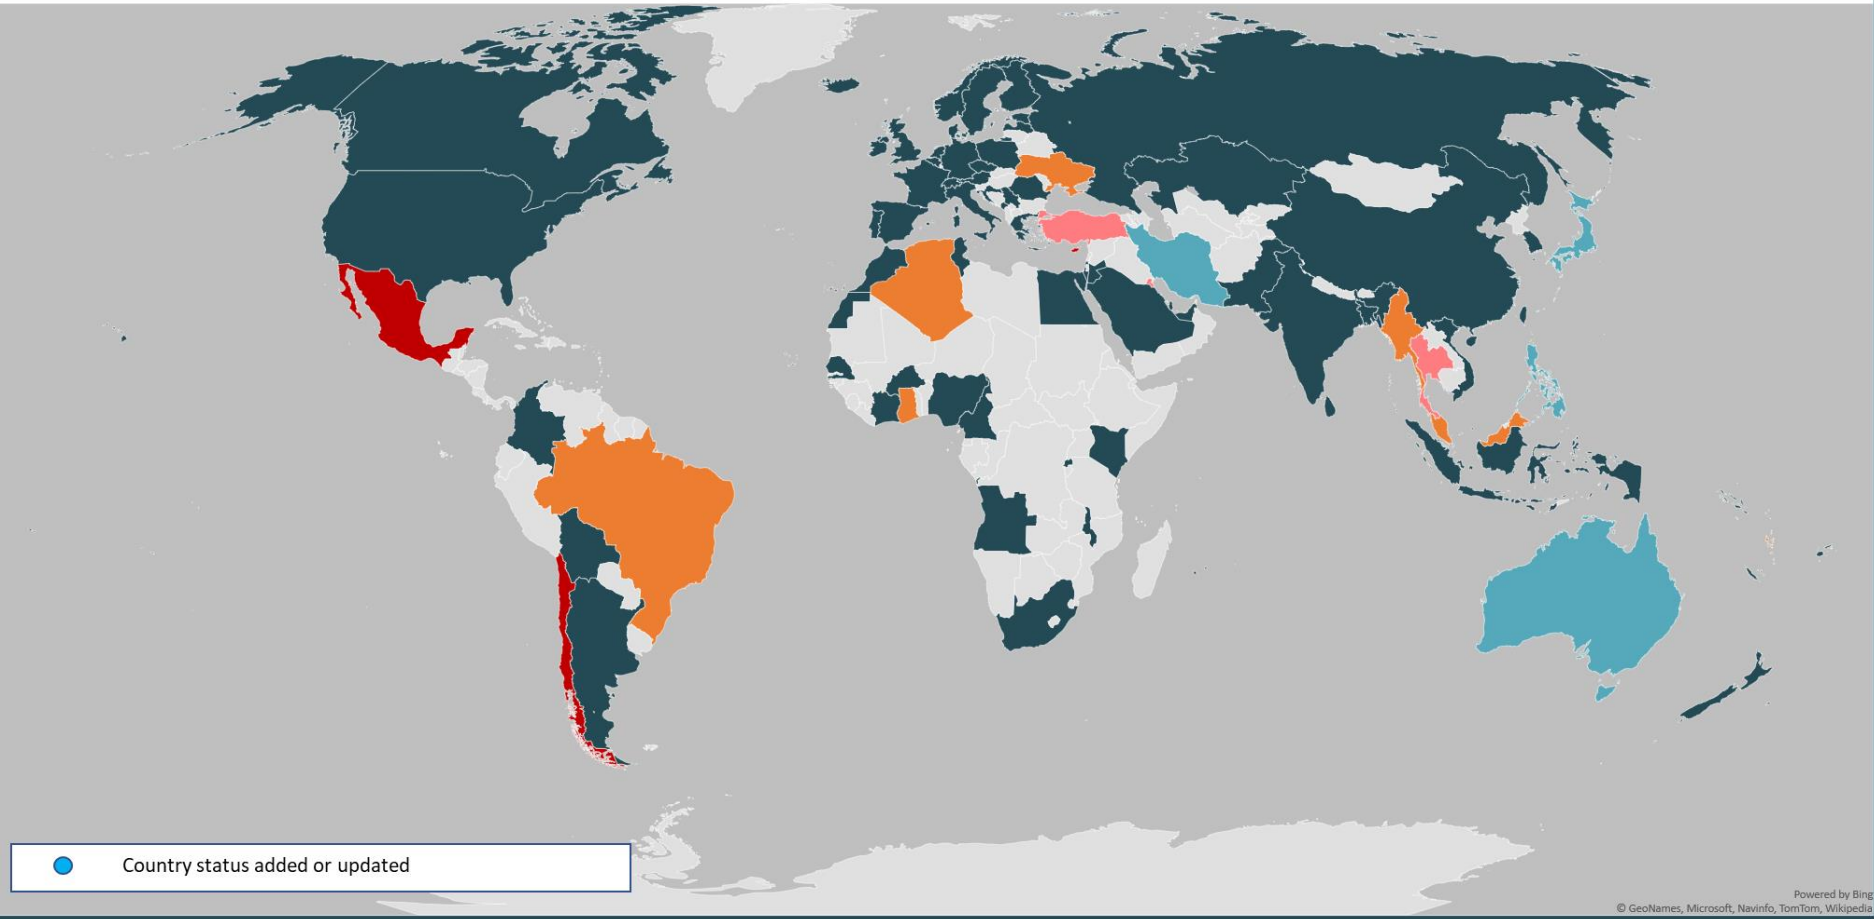 Country status added or updated
Powered by Bing
© GeoNames, Microsoft, Navinfo, TomTom, Wikipedia